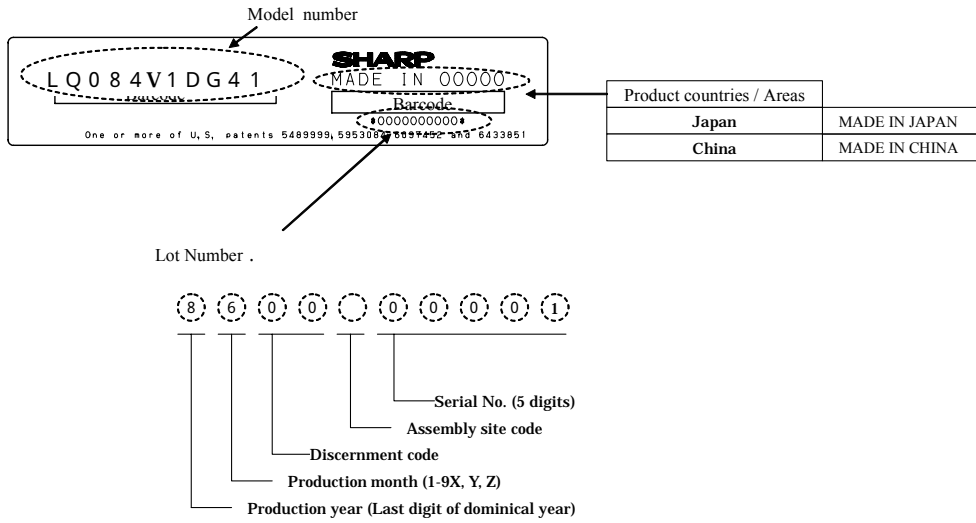 Model number
SHARP
LQ084V1DG41
MADE IN 00000
Barcode
*0000000000*
One or more of U,S, patents 5489999, 5953084, 6097452 and 6433851
Product countries / Areas
Japan MADE IN JAPAN
China MADE IN CHINA
Lot Number .
8 6 0 0 0 0 0 0 1
Serial No. (5 digits)
Assembly site code
Discernment code
Production month (1-9X, Y, Z)
Production year (Last digit of dominical year)